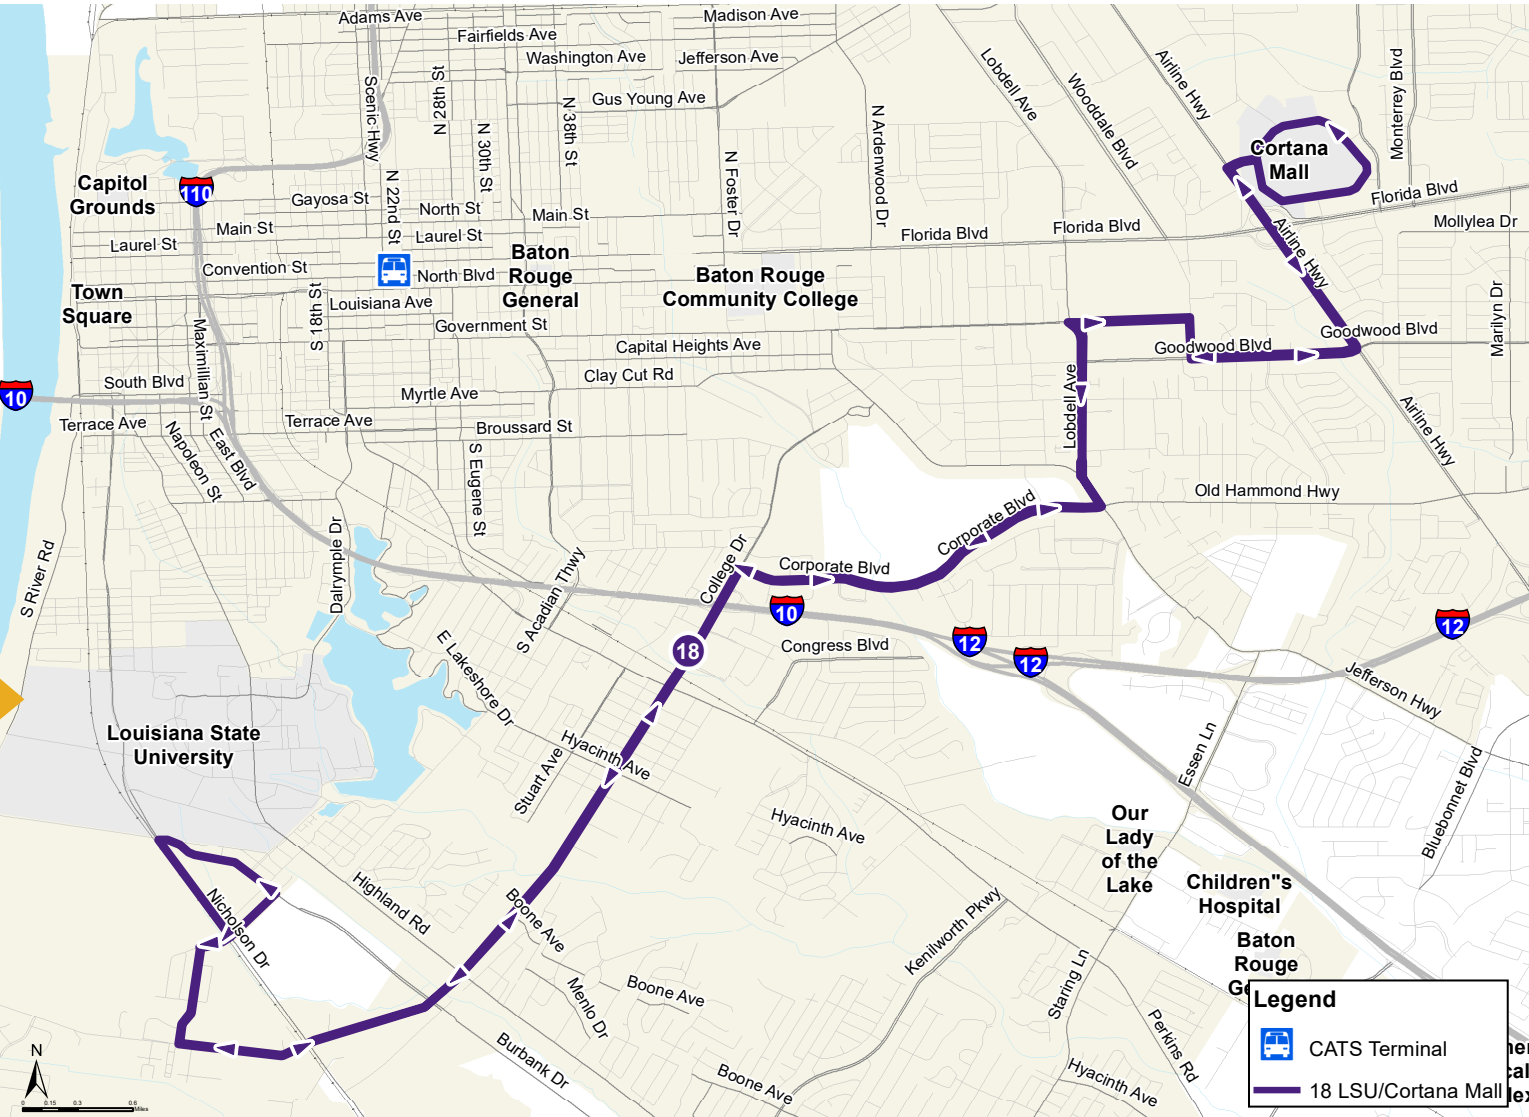 Adams Ave
Madison Ave
Fairfields Ave
Washington Ave
Jefferson Ave
Gus Young Ave
Scenic Hwy
N 28th St
N 30th St
N 38th St
N 22nd St
N Foster Dr
N Ardenwood Dr
Lobdell Ave
Wooddale Blvd
Airline Hwy
Monterrey Blvd
Cortana
Mall
Capitol
Grounds
110
Gayosa St
North St
Main St
Main St
Laurel St
Laurel St
Convention St
North Blvd
Louisiana Ave
Baton
Rouge
General
Baton Rouge
Community College
Florida Blvd
Florida Blvd
Florida Blvd
Mollylea Dr
Airline Hwy
Town
Square
S 18th St
Maximillian St
Government St
Capital Heights Ave
Clay Cut Rd
Goodwood Blvd
Goodwood Blvd
Marilyn Dr
10
South Blvd
Myrtle Ave
Terrace Ave
Terrace Ave
Broussard St
Napoleon St
East Blvd
S Eugene St
Lobdell Ave
Airline Hwy
Old Hammond Hwy
Corporate Blvd
Corporate Blvd
College Dr
S River Rd
Dalrymple Dr
S Acadian Thwy
10
12
12
12
18
Congress Blvd
E Lakeshore Dr
Jefferson Hwy
Louisiana State
University
Hyacinth Ave
Stuart Ave
Essen Ln
Bluebonnet Blvd
Hyacinth Ave
Our
Lady
of the
Lake
Children"s
Hospital
Highland Rd
Nicholson Dr
Boone Ave
Kenilworth Pkwy
Baton
Rouge
Menlo Dr
Boone Ave
Staring Ln
Perkins Rd
Burbank Dr
Boone Ave
Hyacinth Ave
Legend
CATS Terminal
18 LSU/Cortana Mall
N
0 0.15 0.3 0.6
Miles